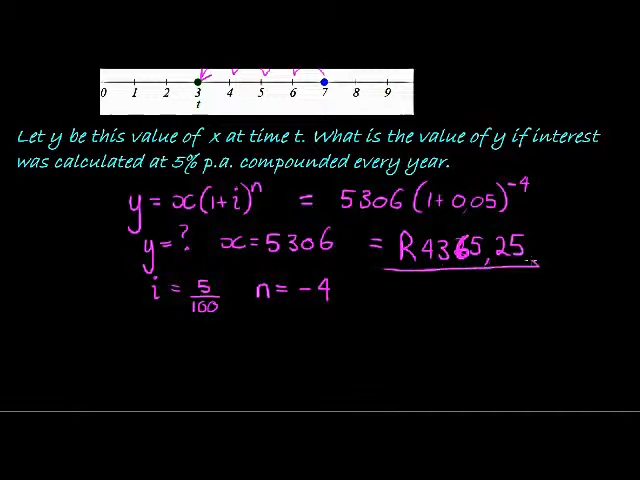 0 1 2 3 4 5 6 7 8 9
t
Let y be this value of x at time t. What is the value of y if interest
was calculated at 5% p.a. compounded every year.
y = x(1+i)^n = 5306(1+0,05)^-4
y = ? x = 5306 = R4365,25
i = 5/100 n = -4